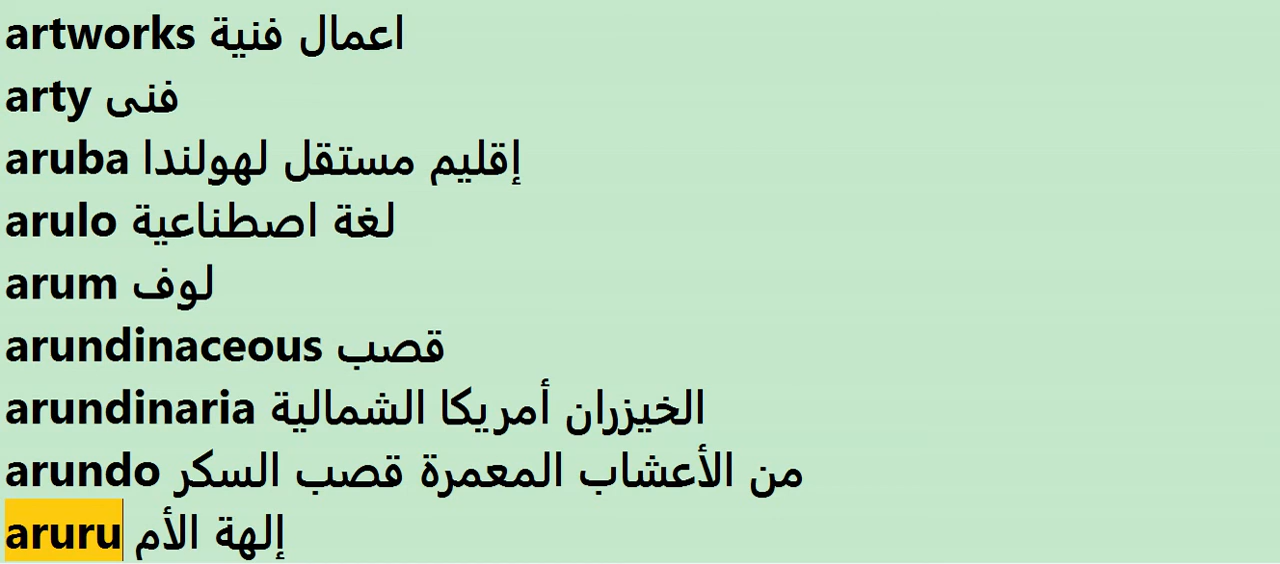 artworks اعمال فنية
arty فنى
aruba إقليم مستقل لهولندا
arulo لغة اصطناعية
arum لوف
arundinaceous قصب
arundinaria الخيزران أمريكا الشمالية
arundo من الأعشاب المعمرة قصب السكر
aruru إلهة الأم